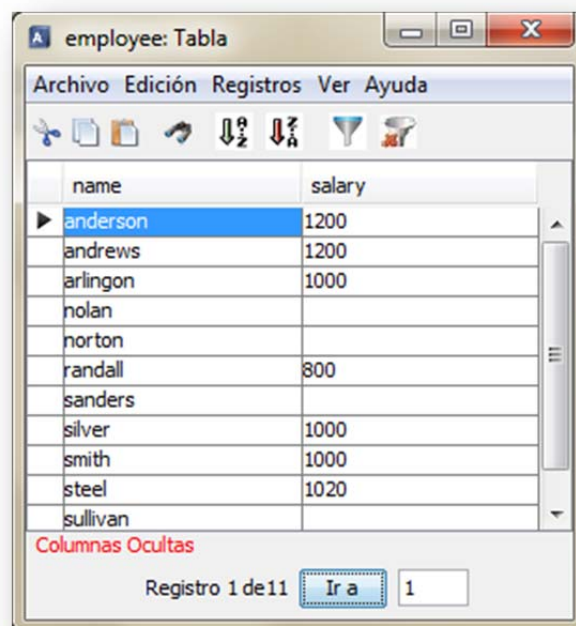 employee: Tabla
Archivo Edición Registros Ver Ayuda
name salary
anderson 1200
andrews 1200
arlingon 1000
nolan
norton
randall 800
sanders
silver 1000
smith 1000
steel 1020
sullivan
Columnas Ocultas
Registro 1 de11 Ir a 1